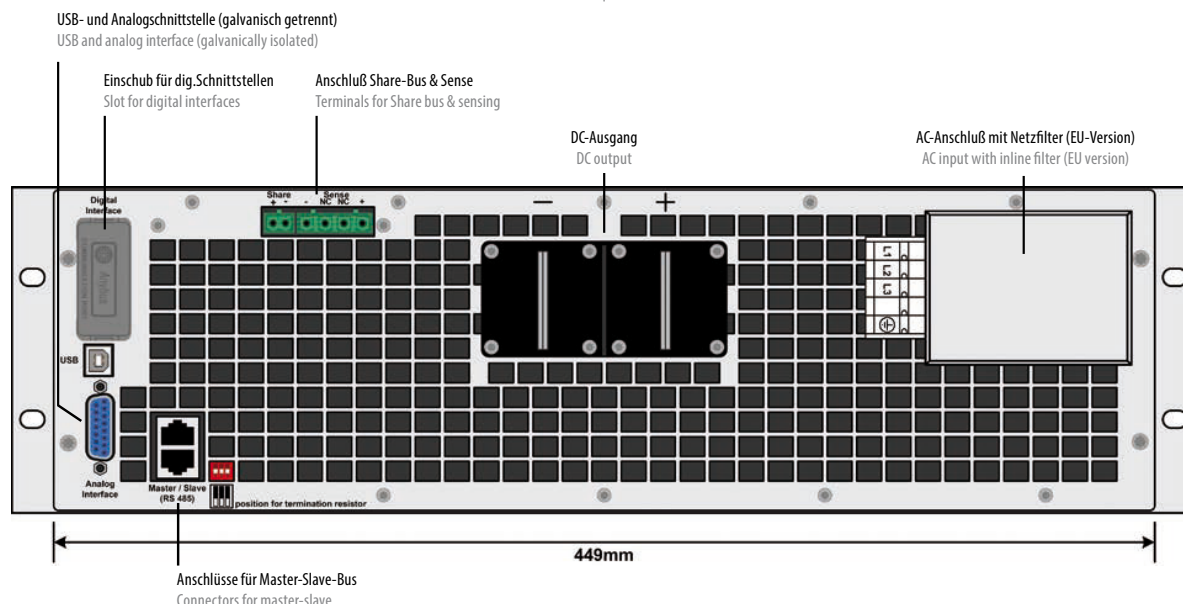 USB- und Analogschnittstelle (galvanisch getrennt)
USB and analog interface (galvanically isolated)
Einschub für dig.Schnittstellen
Slot for digital interfaces
Anschluß Share-Bus & Sense
Terminals for Share bus & sensing
DC-Ausgang
DC output
AC-Anschluß mit Netzfilter (EU-Version)
AC input with inline filter (EU version)
Digital
Interface
Share
+ -
Sense
- NC NC +
−
+
L1
L2
L3
Anybus
USB
Analog
Interface
Master / Slave
(RS 485)
position for termination resistor
449mm
Anschlüsse für Master-Slave-Bus
Connectors for master-slave